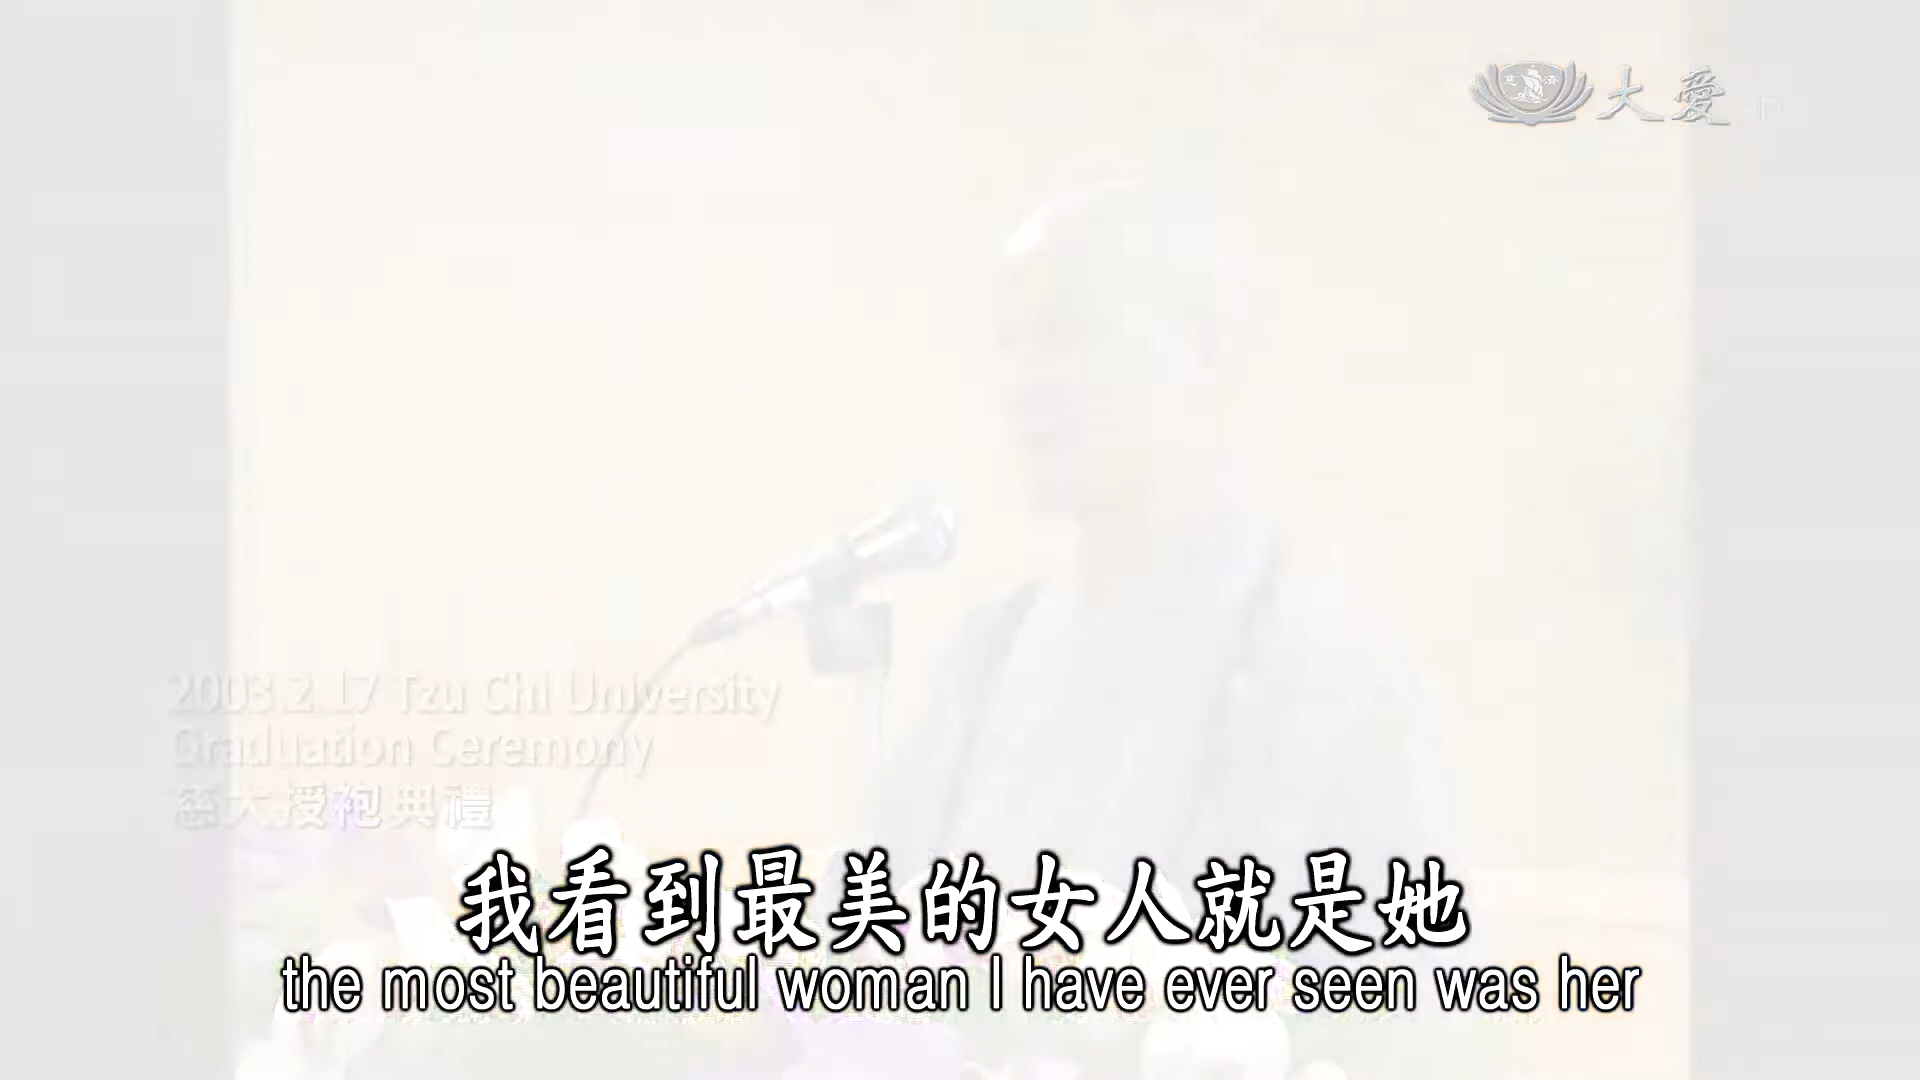 大愛
2003.2.17 Tzu Chi University
Graduation Ceremony
慈大授袍典禮
我看到最美的女人就是她
the most beautiful woman I have ever seen was her